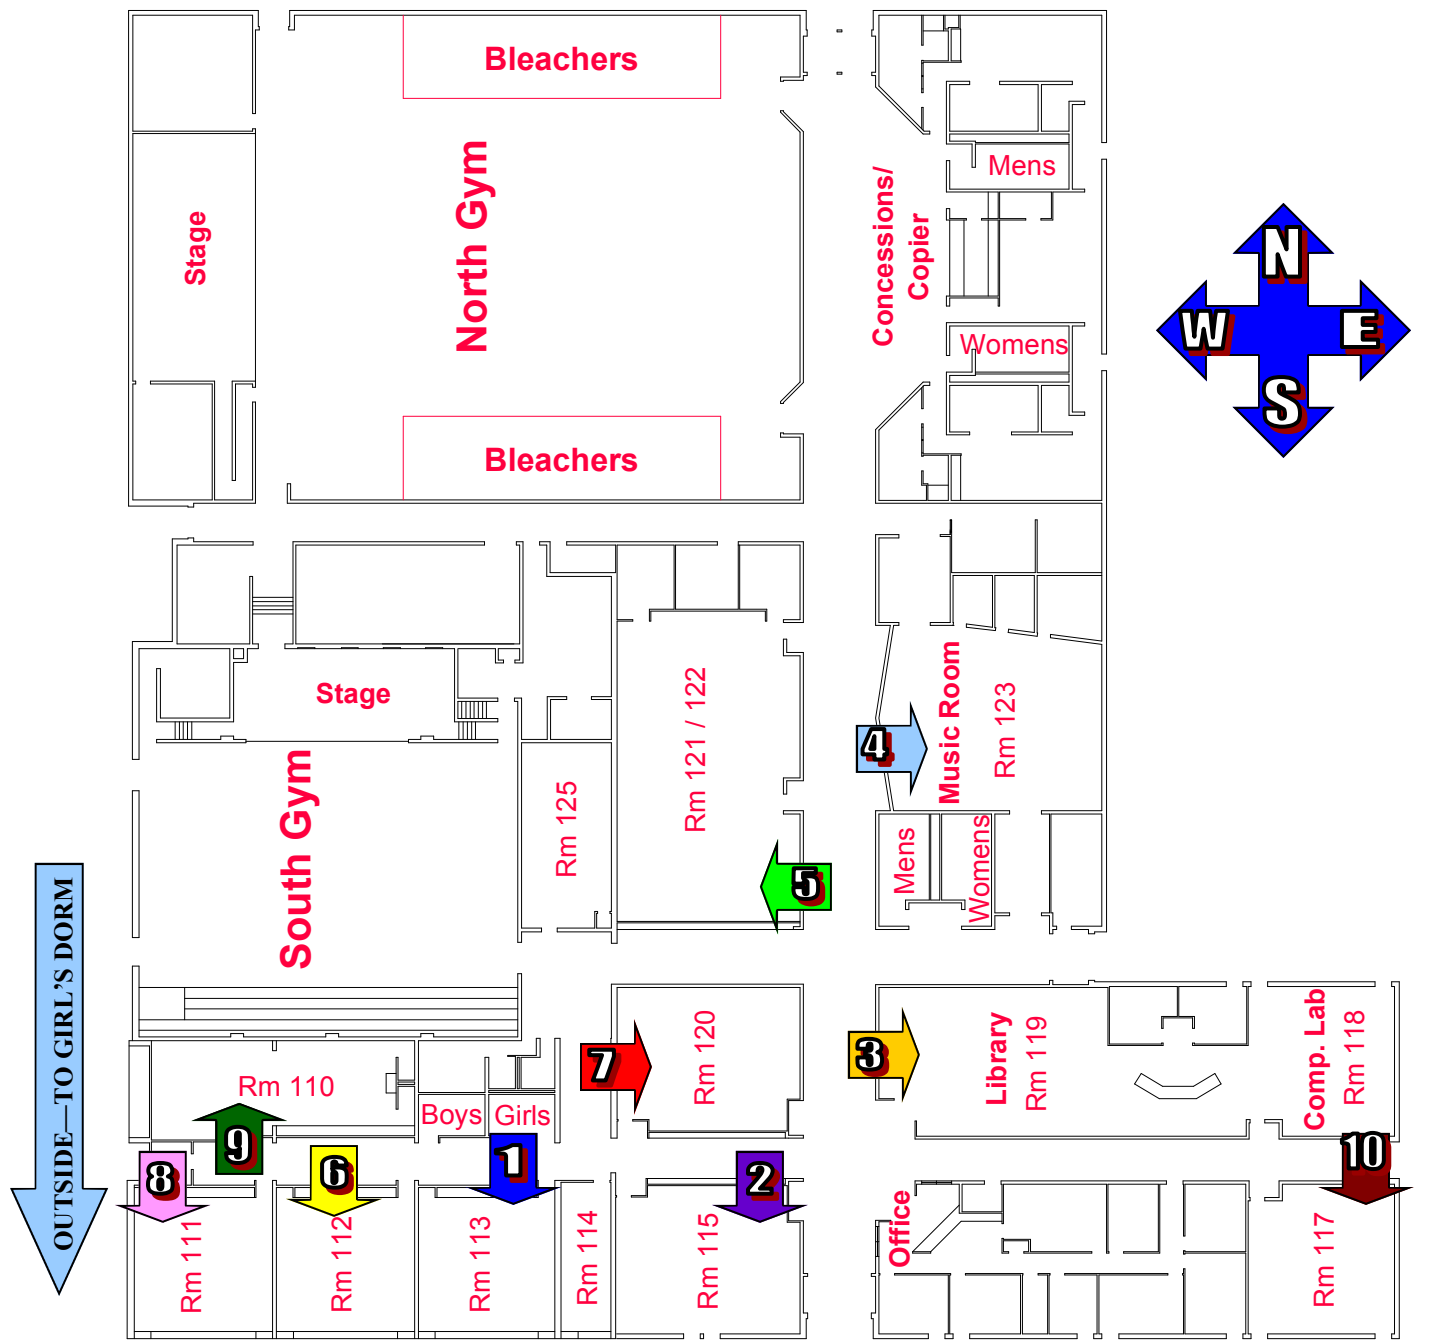 Bleachers
Mens
Stage
North Gym
Concessions/
Copier
N
W
E
S
Womens
Bleachers
Stage
Rm 121 / 122
Music Room
Rm 123
4
South Gym
Rm 125
5
Mens
Womens
OUTSIDE—TO GIRL'S DORM
7
Rm 120
3
Library
Rm 119
Comp. Lab
Rm 118
Rm 110
Boys
Girls
9
8
6
1
2
10
Rm 111
Rm 112
Rm 113
Rm 114
Rm 115
Office
Rm 117